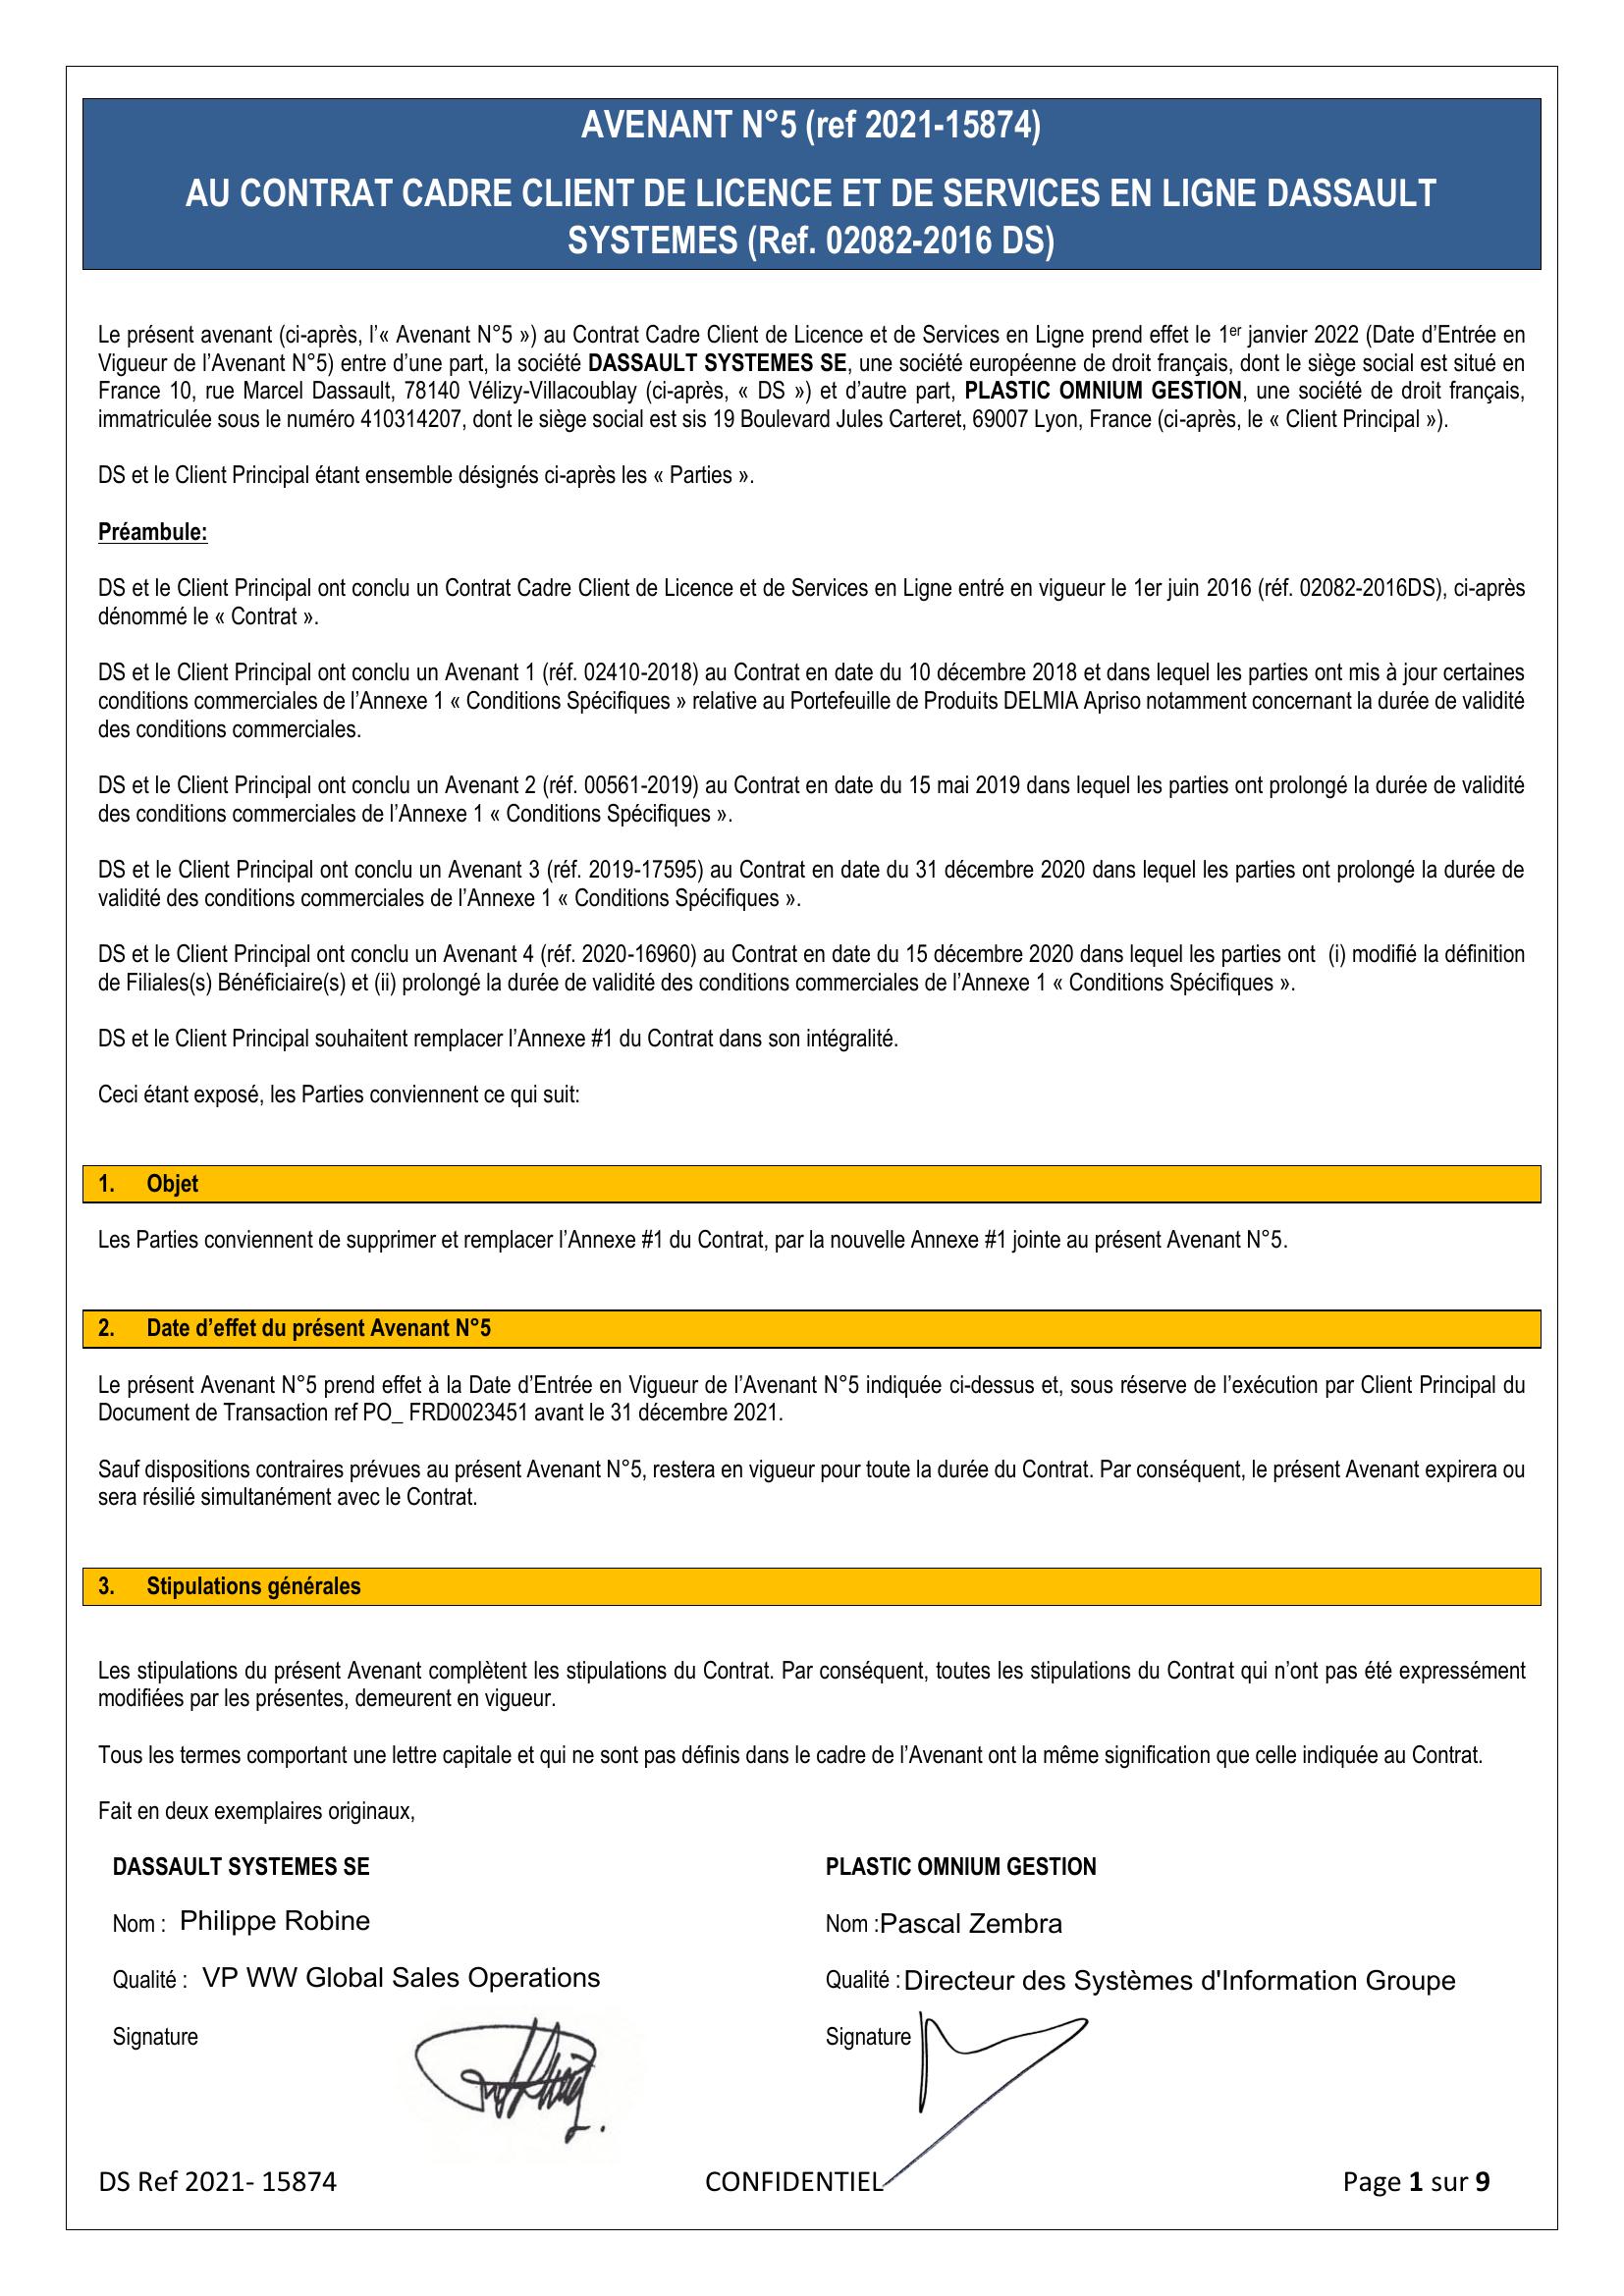 AVENANT N°5 (ref 2021-15874)
AU CONTRAT CADRE CLIENT DE LICENCE ET DE SERVICES EN LIGNE DASSAULT
SYSTEMES (Ref. 02082-2016 DS)
Le présent avenant (ci-après, l'« Avenant N°5 ») au Contrat Cadre Client de Licence et de Services en Ligne prend effet le 1er janvier 2022 (Date d'Entrée en
Vigueur de l'Avenant N°5) entre d'une part, la société DASSAULT SYSTEMES SE, une société européenne de droit français, dont le siège social est situé en
France 10, rue Marcel Dassault, 78140 Vélizy-Villacoublay (ci-après, « DS ») et d'autre part, PLASTIC OMNIUM GESTION, une société de droit français,
immatriculée sous le numéro 410314207, dont le siège social est sis 19 Boulevard Jules Carteret, 69007 Lyon, France (ci-après, le « Client Principal »).
DS et le Client Principal étant ensemble désignés ci-après les « Parties ».
Préambule:
DS et le Client Principal ont conclu un Contrat Cadre Client de Licence et de Services en Ligne entré en vigueur le 1er juin 2016 (réf. 02082-2016DS), ci-après
dénommé le « Contrat ».
DS et le Client Principal ont conclu un Avenant 1 (réf. 02410-2018) au Contrat en date du 10 décembre 2018 et dans lequel les parties ont mis à jour certaines
conditions commerciales de l'Annexe 1 « Conditions Spécifiques » relative au Portefeuille de Produits DELMIA Apriso notamment concernant la durée de validité
des conditions commerciales.
DS et le Client Principal ont conclu un Avenant 2 (réf. 00561-2019) au Contrat en date du 15 mai 2019 dans lequel les parties ont prolongé la durée de validité
des conditions commerciales de l'Annexe 1 « Conditions Spécifiques ».
DS et le Client Principal ont conclu un Avenant 3 (réf. 2019-17595) au Contrat en date du 31 décembre 2020 dans lequel les parties ont prolongé la durée de
validité des conditions commerciales de l'Annexe 1 « Conditions Spécifiques ».
DS et le Client Principal ont conclu un Avenant 4 (réf. 2020-16960) au Contrat en date du 15 décembre 2020 dans lequel les parties ont (i) modifié la définition
de Filiales(s) Bénéficiaire(s) et (ii) prolongé la durée de validité des conditions commerciales de l'Annexe 1 « Conditions Spécifiques ».
DS et le Client Principal souhaitent remplacer l'Annexe #1 du Contrat dans son intégralité.
Ceci étant exposé, les Parties conviennent ce qui suit:
1. Objet
Les Parties conviennent de supprimer et remplacer l'Annexe #1 du Contrat, par la nouvelle Annexe #1 jointe au présent Avenant N°5.
2. Date d'effet du présent Avenant N°5
Le présent Avenant N°5 prend effet à la Date d'Entrée en Vigueur de l'Avenant N°5 indiquée ci-dessus et, sous réserve de l'exécution par Client Principal du
Document de Transaction ref PO_ FRD0023451 avant le 31 décembre 2021.
Sauf dispositions contraires prévues au présent Avenant N°5, restera en vigueur pour toute la durée du Contrat. Par conséquent, le présent Avenant expirera ou
sera résilié simultanément avec le Contrat.
3. Stipulations générales
Les stipulations du présent Avenant complètent les stipulations du Contrat. Par conséquent, toutes les stipulations du Contrat qui n'ont pas été expressément
modifiées par les présentes, demeurent en vigueur.
Tous les termes comportant une lettre capitale et qui ne sont pas définis dans le cadre de l'Avenant ont la même signification que celle indiquée au Contrat.
Fait en deux exemplaires originaux,
DASSAULT SYSTEMES SE
Nom : Philippe Robine
Qualité : VP WW Global Sales Operations
Signature
PLASTIC OMNIUM GESTION
Nom :Pascal Zembra
Qualité : Directeur des Systèmes d'Information Groupe
Signature
DS Ref 2021- 15874 CONFIDENTIEL Page 1 sur 9